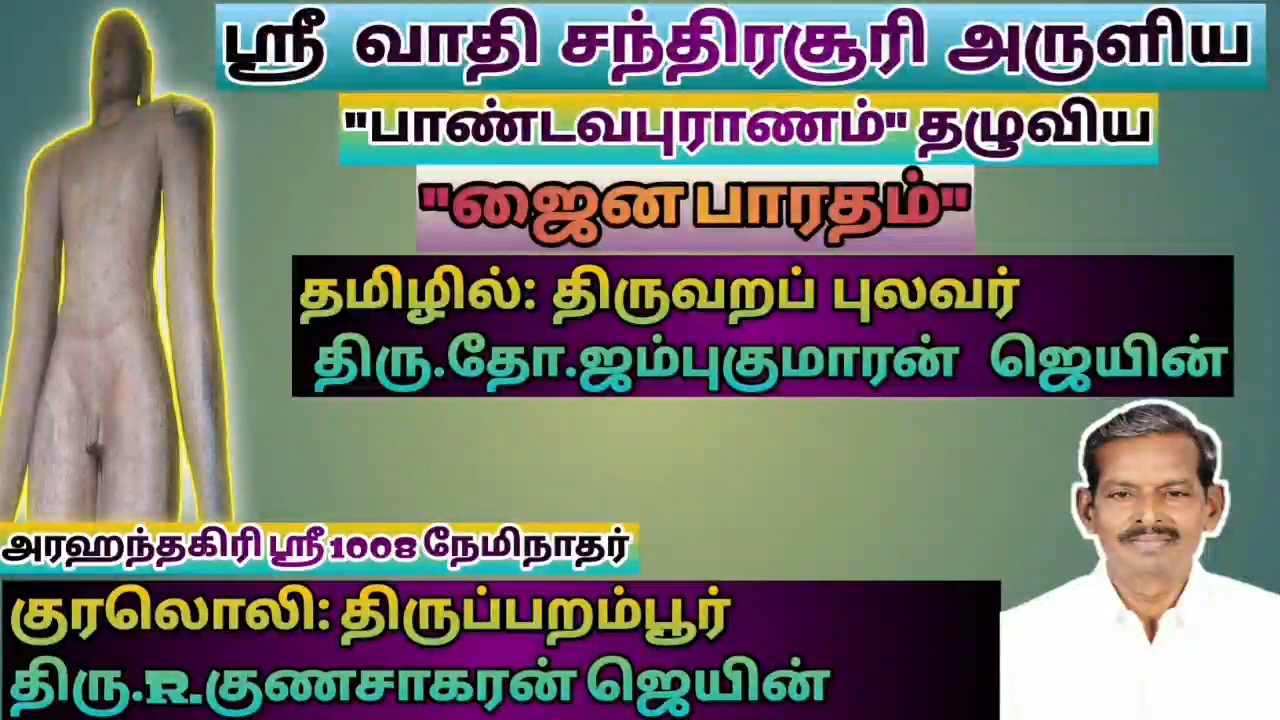 ஸ்ரீ வாதி சந்திரசூரி அருளிய
"பாண்டவபுராணம்" தழுவிய
"ஜைன பாரதம்"
தமிழில்: திருவறப் புலவர்
திரு.தோ.ஜம்புகுமாரன் ஜெயின்
அரஹந்தகிரி ஸ்ரீ 1008 நேமிநாதர்
குரலொலி: திருப்பறம்பூர்
திரு.R.குணசாகரன் ஜெயின்